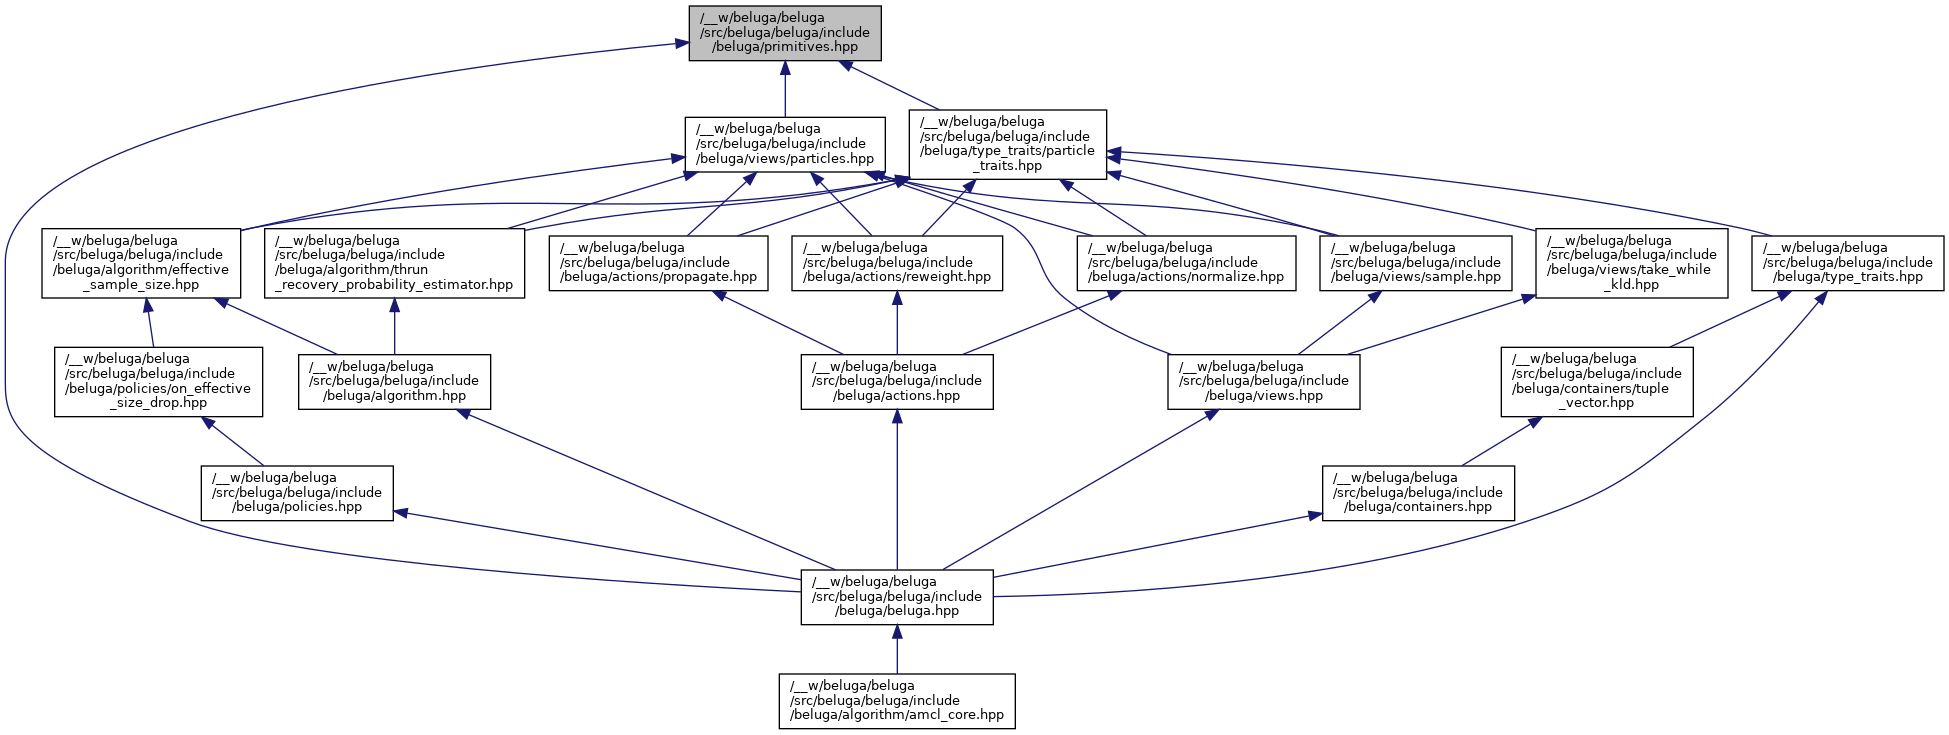 /__w/beluga/beluga
/src/beluga/beluga/include
/beluga/primitives.hpp
/__w/beluga/beluga
/src/beluga/beluga/include
/beluga/views/particles.hpp
/__w/beluga/beluga
/src/beluga/beluga/include
/beluga/type_traits/particle
_traits.hpp
/__w/beluga/beluga
/src/beluga/beluga/include
/beluga/algorithm/effective
_sample_size.hpp
/__w/beluga/beluga
/src/beluga/beluga/include
/beluga/algorithm/thrun
_recovery_probability_estimator.hpp
/__w/beluga/beluga
/src/beluga/beluga/include
/beluga/actions/propagate.hpp
/__w/beluga/beluga
/src/beluga/beluga/include
/beluga/actions/reweight.hpp
/__w/beluga/beluga
/src/beluga/beluga/include
/beluga/actions/normalize.hpp
/__w/beluga/beluga
/src/beluga/beluga/include
/beluga/views/sample.hpp
/__w/beluga/beluga
/src/beluga/beluga/include
/beluga/views/take_while
_kld.hpp
/__w/beluga/beluga
/src/beluga/beluga/include
/beluga/type_traits.hpp
/__w/beluga/beluga
/src/beluga/beluga/include
/beluga/policies/on_effective
_size_drop.hpp
/__w/beluga/beluga
/src/beluga/beluga/include
/beluga/algorithm.hpp
/__w/beluga/beluga
/src/beluga/beluga/include
/beluga/actions.hpp
/__w/beluga/beluga
/src/beluga/beluga/include
/beluga/views.hpp
/__w/beluga/beluga
/src/beluga/beluga/include
/beluga/containers/tuple
_vector.hpp
/__w/beluga/beluga
/src/beluga/beluga/include
/beluga/policies.hpp
/__w/beluga/beluga
/src/beluga/beluga/include
/beluga/containers.hpp
/__w/beluga/beluga
/src/beluga/beluga/include
/beluga/beluga.hpp
/__w/beluga/beluga
/src/beluga/beluga/include
/beluga/algorithm/amcl_core.hpp